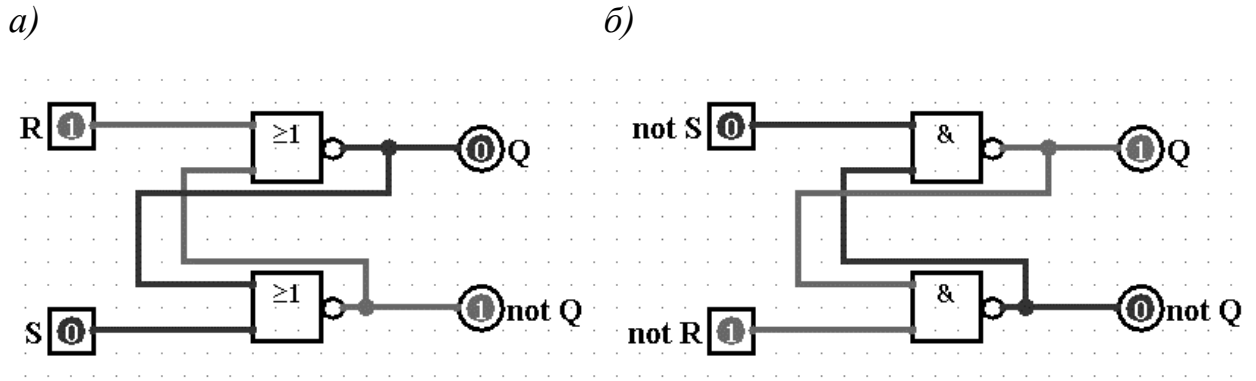 а) б)
R 1 ≥1 0 Q not S 0 & 1 Q
S 0 ≥1 1 not Q not R 1 & 0 not Q